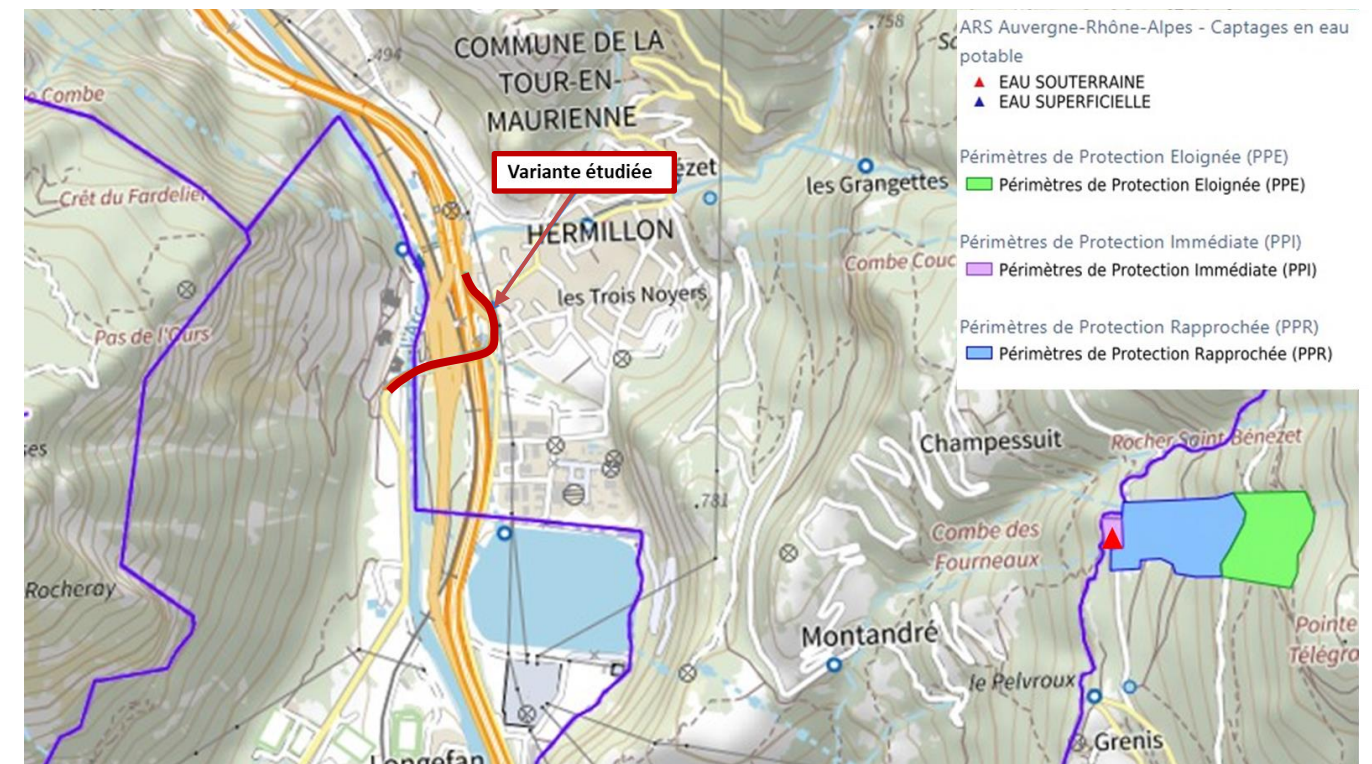 .758
.494
COMMUNE DE LA
TOUR-EN-
MAURIENNE
Combe
Variante étudiée
ézet
les Grangettes
Crêt du Fardelier
HERMILLON
Combe Couc
les Trois Noyers
Pas de l'Ours
l'Arc
Champessuit
Rocher Saint Bénezet
ses
.781
Combe des
Fourneaux
Rocheray
Montandré
Pointe
Télégra
le Pelvroux
Grenis
Longefan
ARS Auvergne-Rhône-Alpes - Captages en eau
potable
EAU SOUTERRAINE
EAU SUPERFICIELLE
Périmètres de Protection Eloignée (PPE)
Périmètres de Protection Eloignée (PPE)
Périmètres de Protection Immédiate (PPI)
Périmètres de Protection Immédiate (PPI)
Périmètres de Protection Rapprochée (PPR)
Périmètres de Protection Rapprochée (PPR)